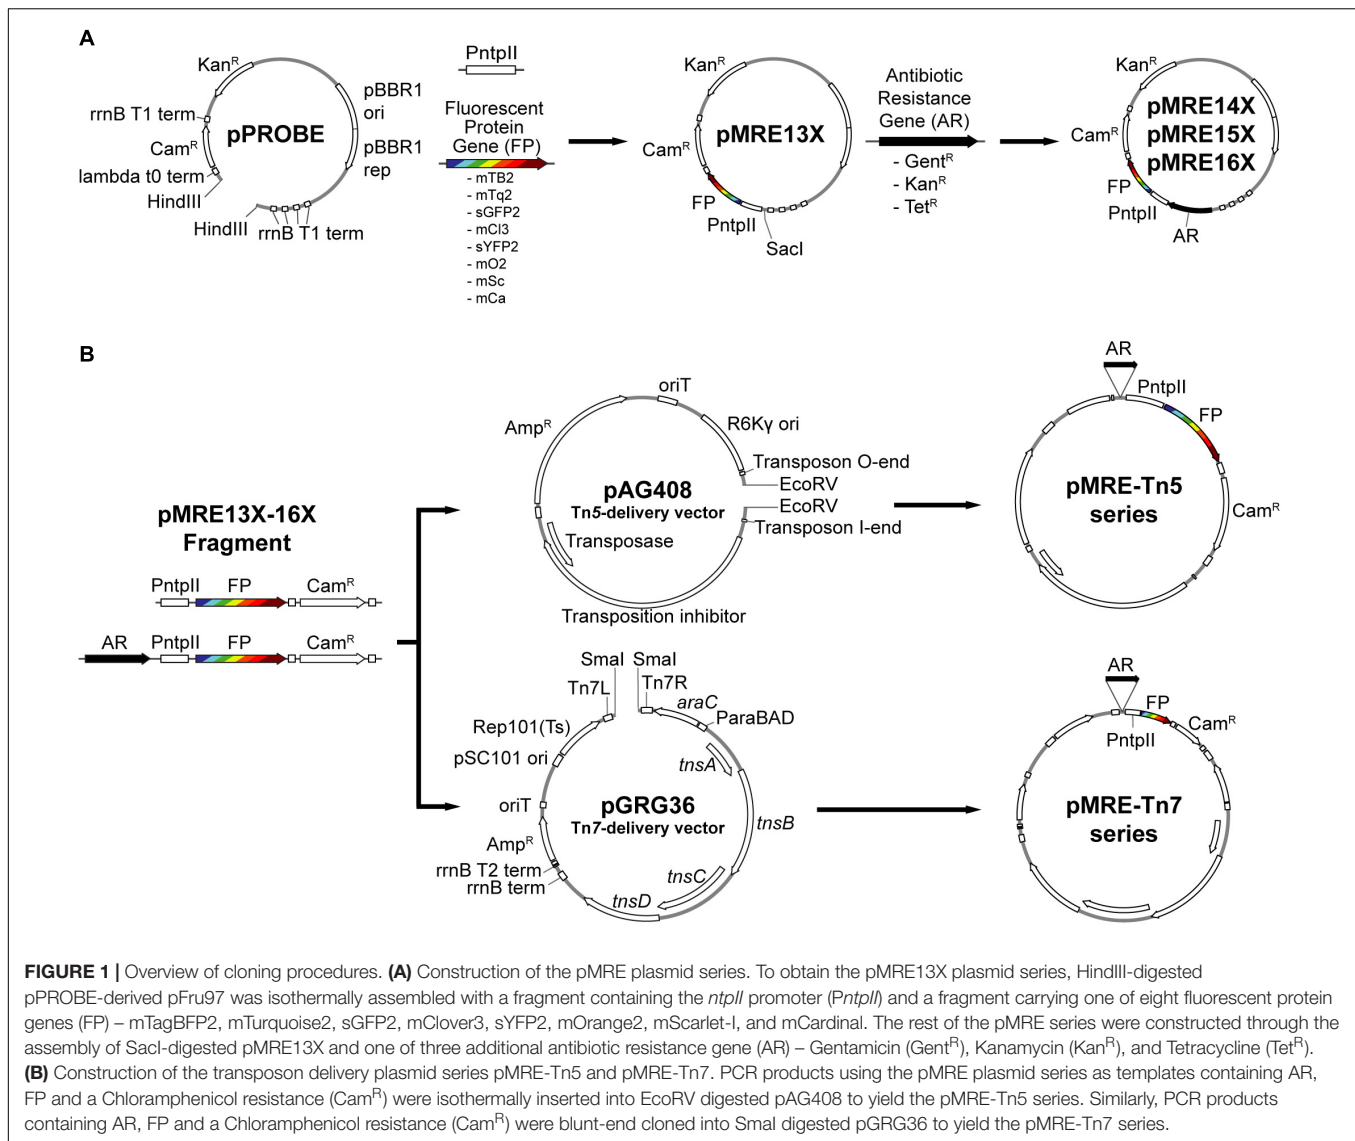 A
PntpII
Kan^R
pBBR1
ori
rrnB T1 term
pPROBE
Cam^R
pBBR1
rep
lambda t0 term
HindIII
HindIII
rrnB T1 term
Fluorescent
Protein
Gene (FP)
- mTB2
- mTq2
- sGFP2
- mCl3
- sYFP2
- mO2
- mSc
- mCa
Kan^R
pMRE13X
Cam^R
FP
PntpII
SacI
Antibiotic
Resistance
Gene (AR)
- Gent^R
- Kan^R
- Tet^R
Kan^R
pMRE14X
pMRE15X
pMRE16X
Cam^R
FP
PntpII
AR
B
pMRE13X-16X
Fragment
PntpII FP Cam^R
AR PntpII FP Cam^R
oriT
Amp^R
R6Kγ ori
Transposon O-end
EcoRV
pAG408
Tn5-delivery vector
EcoRV
Transposon I-end
Transposase
Transposition inhibitor
AR
PntpII
FP
pMRE-Tn5
series
Cam^R
SmaI SmaI
Tn7L Tn7R
araC
ParaBAD
Rep101(Ts)
pSC101 ori
tnsA
oriT
pGRG36
Tn7-delivery vector
tnsB
Amp^R
rrnB T2 term
rrnB term
tnsC
tnsD
AR
FP
Cam^R
PntpII
pMRE-Tn7
series
FIGURE 1 | Overview of cloning procedures. (A) Construction of the pMRE plasmid series. To obtain the pMRE13X plasmid series, HindIII-digested
pPROBE-derived pFru97 was isothermally assembled with a fragment containing the ntpII promoter (PntpII) and a fragment carrying one of eight fluorescent protein
genes (FP) – mTagBFP2, mTurquoise2, sGFP2, mClover3, sYFP2, mOrange2, mScarlet-I, and mCardinal. The rest of the pMRE series were constructed through the
assembly of SacI-digested pMRE13X and one of three additional antibiotic resistance gene (AR) – Gentamicin (Gent^R), Kanamycin (Kan^R), and Tetracycline (Tet^R).
(B) Construction of the transposon delivery plasmid series pMRE-Tn5 and pMRE-Tn7. PCR products using the pMRE plasmid series as templates containing AR,
FP and a Chloramphenicol resistance (Cam^R) were isothermally inserted into EcoRV digested pAG408 to yield the pMRE-Tn5 series. Similarly, PCR products
containing AR, FP and a Chloramphenicol resistance (Cam^R) were blunt-end cloned into SmaI digested pGRG36 to yield the pMRE-Tn7 series.